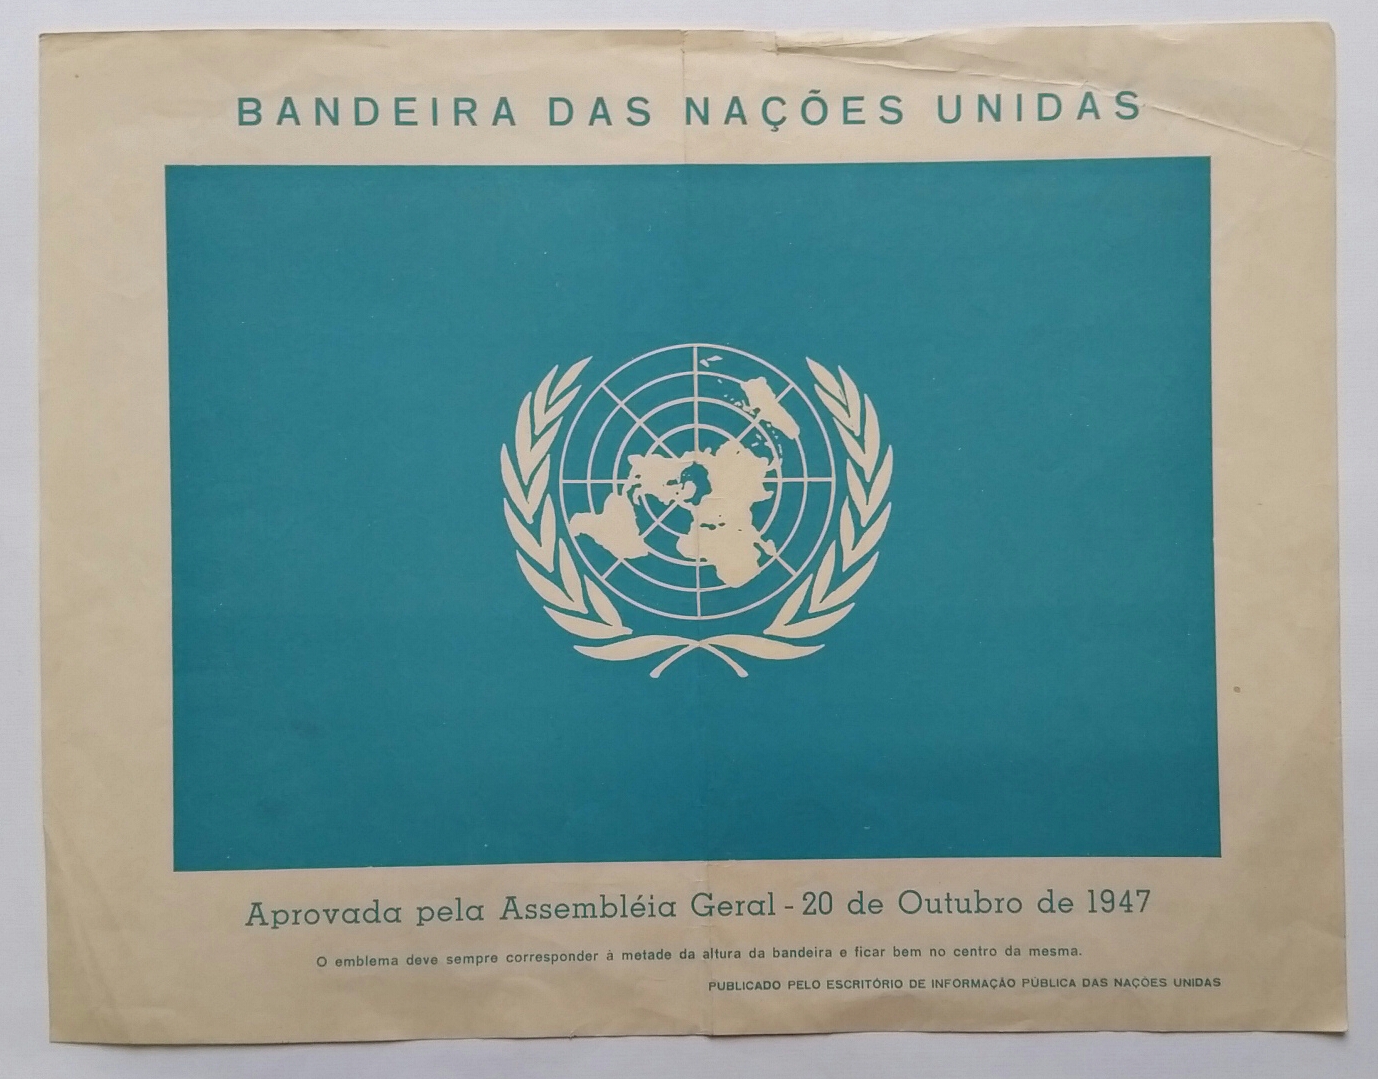 BANDEIRA DAS NAÇÕES UNIDAS
Aprovada pela Assembléia Geral - 20 de Outubro de 1947
O emblema deve sempre corresponder à metade da altura da bandeira e ficar bem no centro da mesma.
PUBLICADO PELO ESCRITÓRIO DE INFORMAÇÃO PÚBLICA DAS NAÇÕES UNIDAS